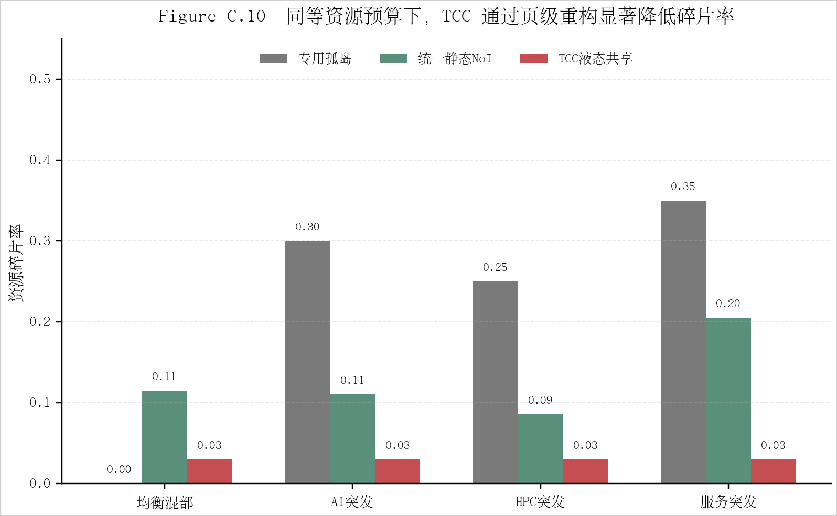 Figure C.10 同等资源预算下, TCC 通过页级重构显著降低碎片率
专用孤岛 统一静态NoI TCC液态共享
资源碎片率
0.5
0.4
0.3
0.2
0.1
0.0
0.00 0.11 0.03
0.30 0.11 0.03
0.25 0.09 0.03
0.35 0.20 0.03
均衡混部 AI突发 HPC突发 服务突发